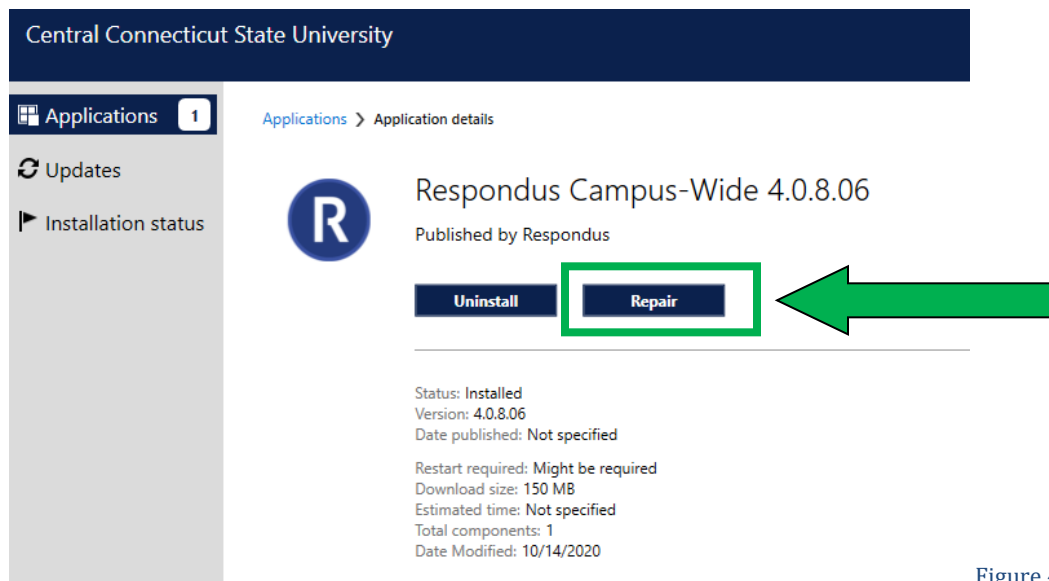 Central Connecticut State University
Applications 1
Updates
Installation status
Applications > Application details
R
Respondus Campus-Wide 4.0.8.06
Published by Respondus
Uninstall Repair
Status: Installed
Version: 4.0.8.06
Date published: Not specified
Restart required: Might be required
Download size: 150 MB
Estimated time: Not specified
Total components: 1
Date Modified: 10/14/2020
Figure